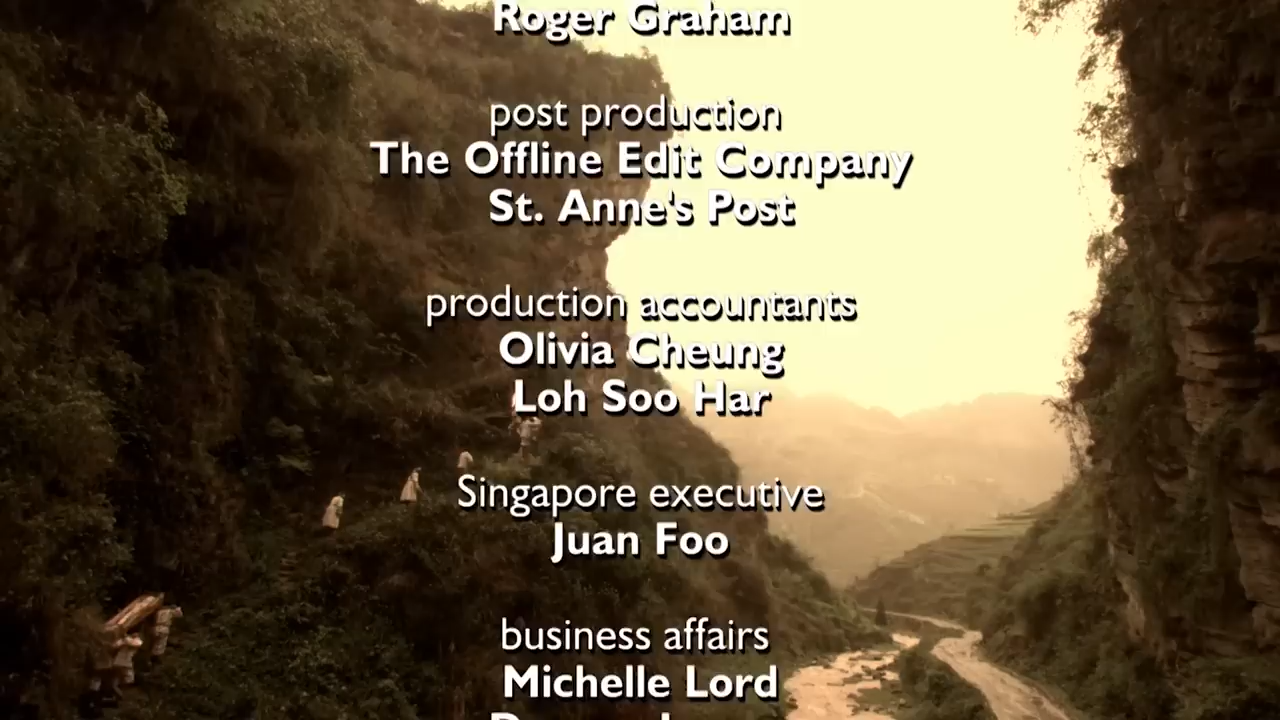 Roger Graham
post production
The Offline Edit Company
St. Anne's Post
production accountants
Olivia Cheung
Loh Soo Har
Singapore executive
Juan Foo
business affairs
Michelle Lord